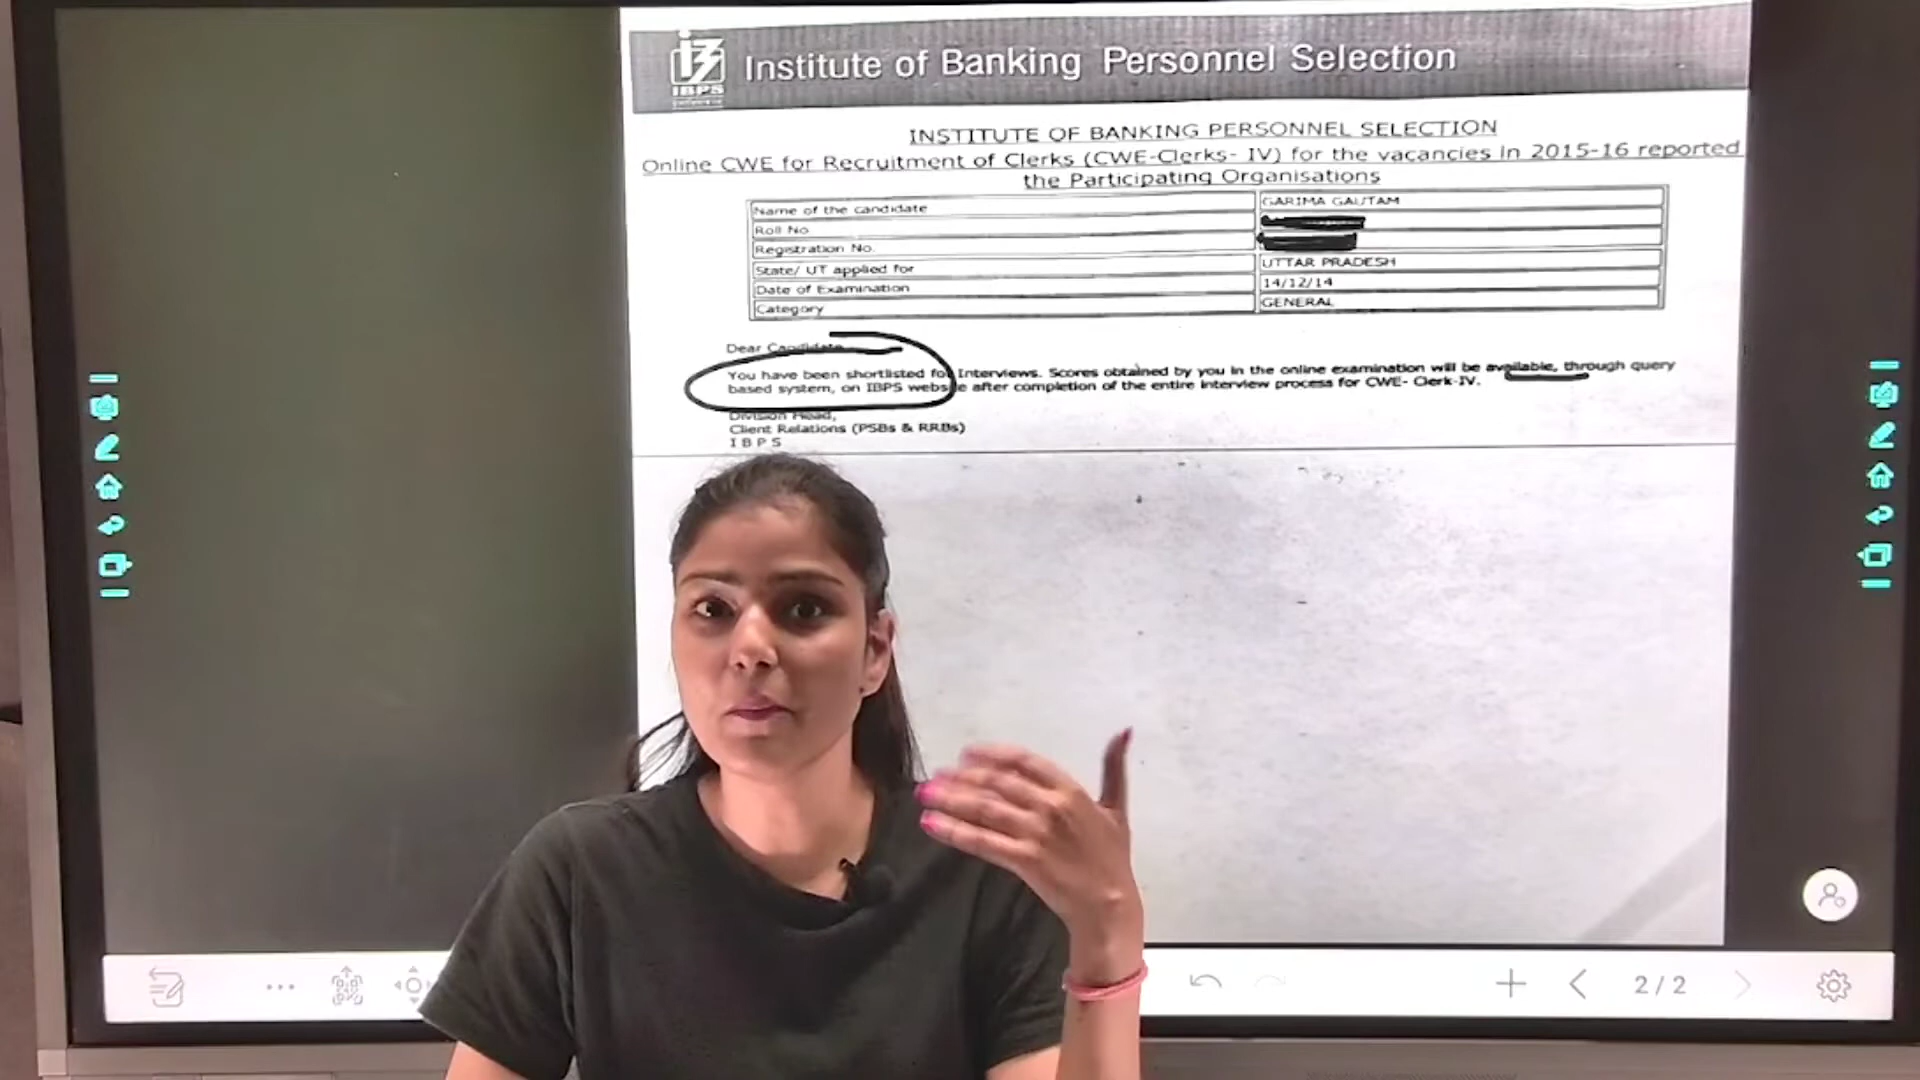 IBPS
Institute of Banking Personnel Selection
INSTITUTE OF BANKING PERSONNEL SELECTION
Online CWE for Recruitment of Clerks (CWE-Clerks- IV) for the vacancies in 2015-16 reported
the Participating Organisations
Name of the candidate GARIMA GAUTAM
Roll No
Registration No.
State/ UT applied for UTTAR PRADESH
Date of Examination 14/12/14
Category GENERAL
Dear Candidate
You have been shortlisted for Interviews. Scores obtained by you in the online examination will be available, through query
based system, on IBPS website after completion of the entire interview process for CWE- Clerk-IV.
Division Head,
Client Relations (PSBs & RRBs)
I B P S
2/2